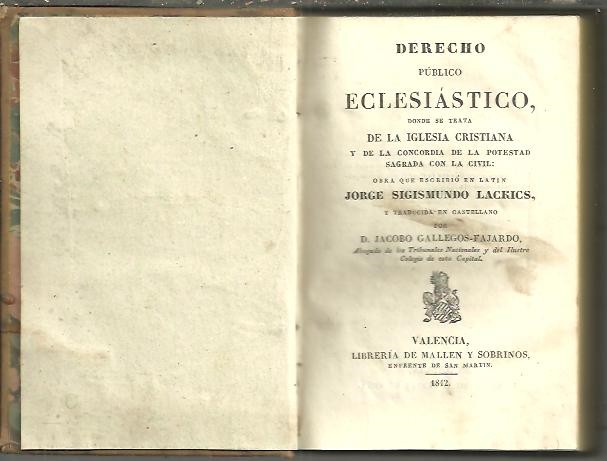 DERECHO
PÚBLICO
ECLESIÁSTICO,
DONDE SE TRATA
DE LA IGLESIA CRISTIANA
Y DE LA CONCORDIA DE LA POTESTAD
SAGRADA CON LA CIVIL:
OBRA QUE ESCRIBIÓ EN LATIN
JORGE SIGISMUNDO LACKICS,
Y TRADUCIDA EN CASTELLANO
POR
D. JACOBO GALLEGOS-FAJARDO,
Abogado de los Tribunales Nacionales y del Ilustre
Colegio de esta Capital.
VALENCIA,
LIBRERÍA DE MALLEN Y SOBRINOS,
ENFRENTE DE SAN MARTIN.
1842.